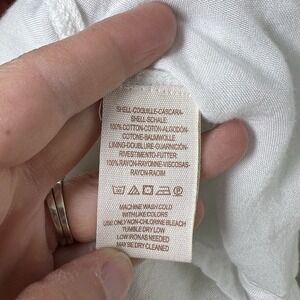 SHELL-COQUILLE-CÁSCARA-
SHELL-SCHALE:
100% COTTON-COTON-ALGODÓN-
COTONE-BAUMWOLLE
LINING-DOUBLURE-GUARNICIÓN-
RIVESTIMENTO-FUTTER:
100% RAYON-RAYONNE-VISCOSAS-
RAYON-RAOIM
MACHINE WASH COLD
WITH LIKE COLORS
USE ONLY NON-CHLORINE BLEACH
TUMBLE DRY LOW
LOW IRON AS NEEDED
MAY BE DRY CLEANED